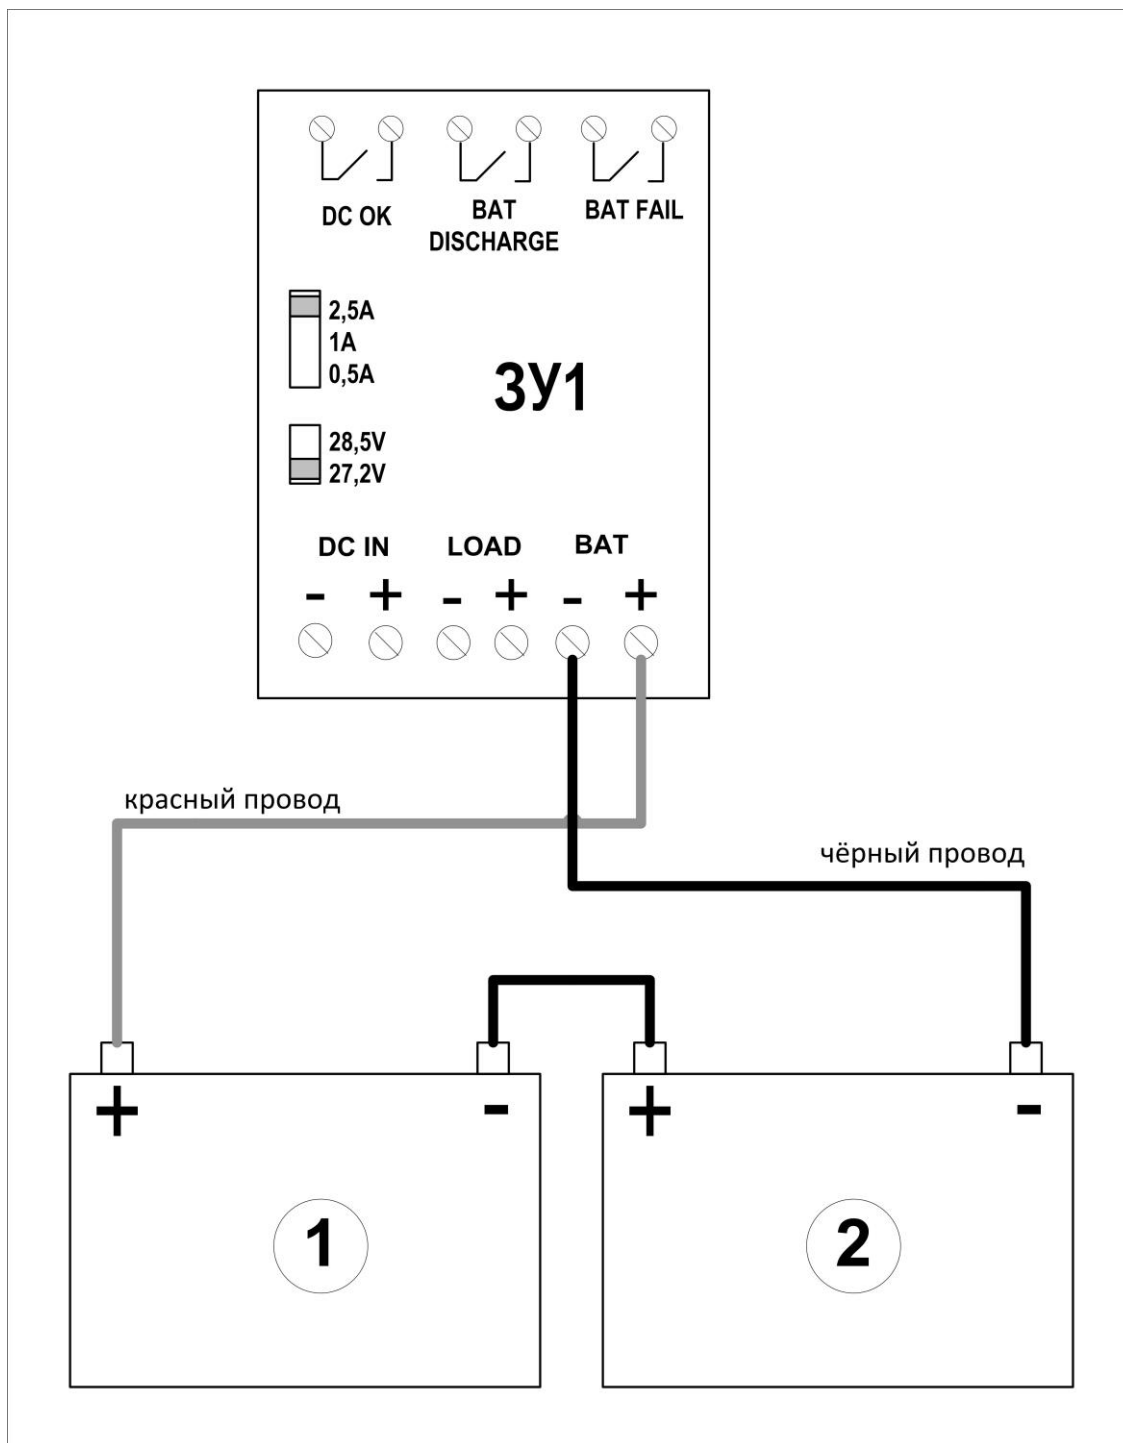 DC OK
BAT
DISCHARGE
BAT FAIL
2,5A
1A
0,5A
ЗУ1
28,5V
27,2V
DC IN LOAD BAT
- + - + - +
красный провод
чёрный провод
+ - + -
1 2